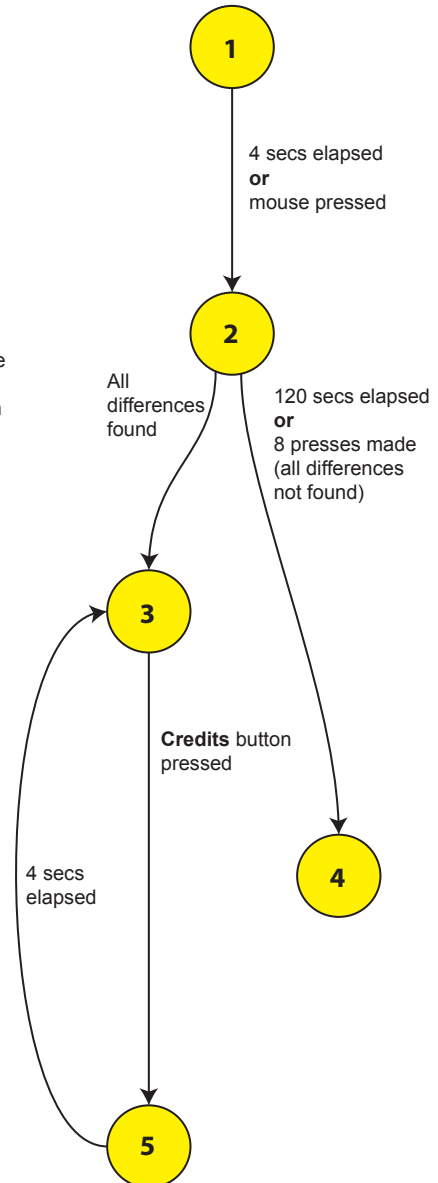 1
4 secs elapsed
or
mouse pressed
2
All
differences
found
120 secs elapsed
or
8 presses made
(all differences
not found)
3
Credits button
pressed
4 secs
elapsed
4
5